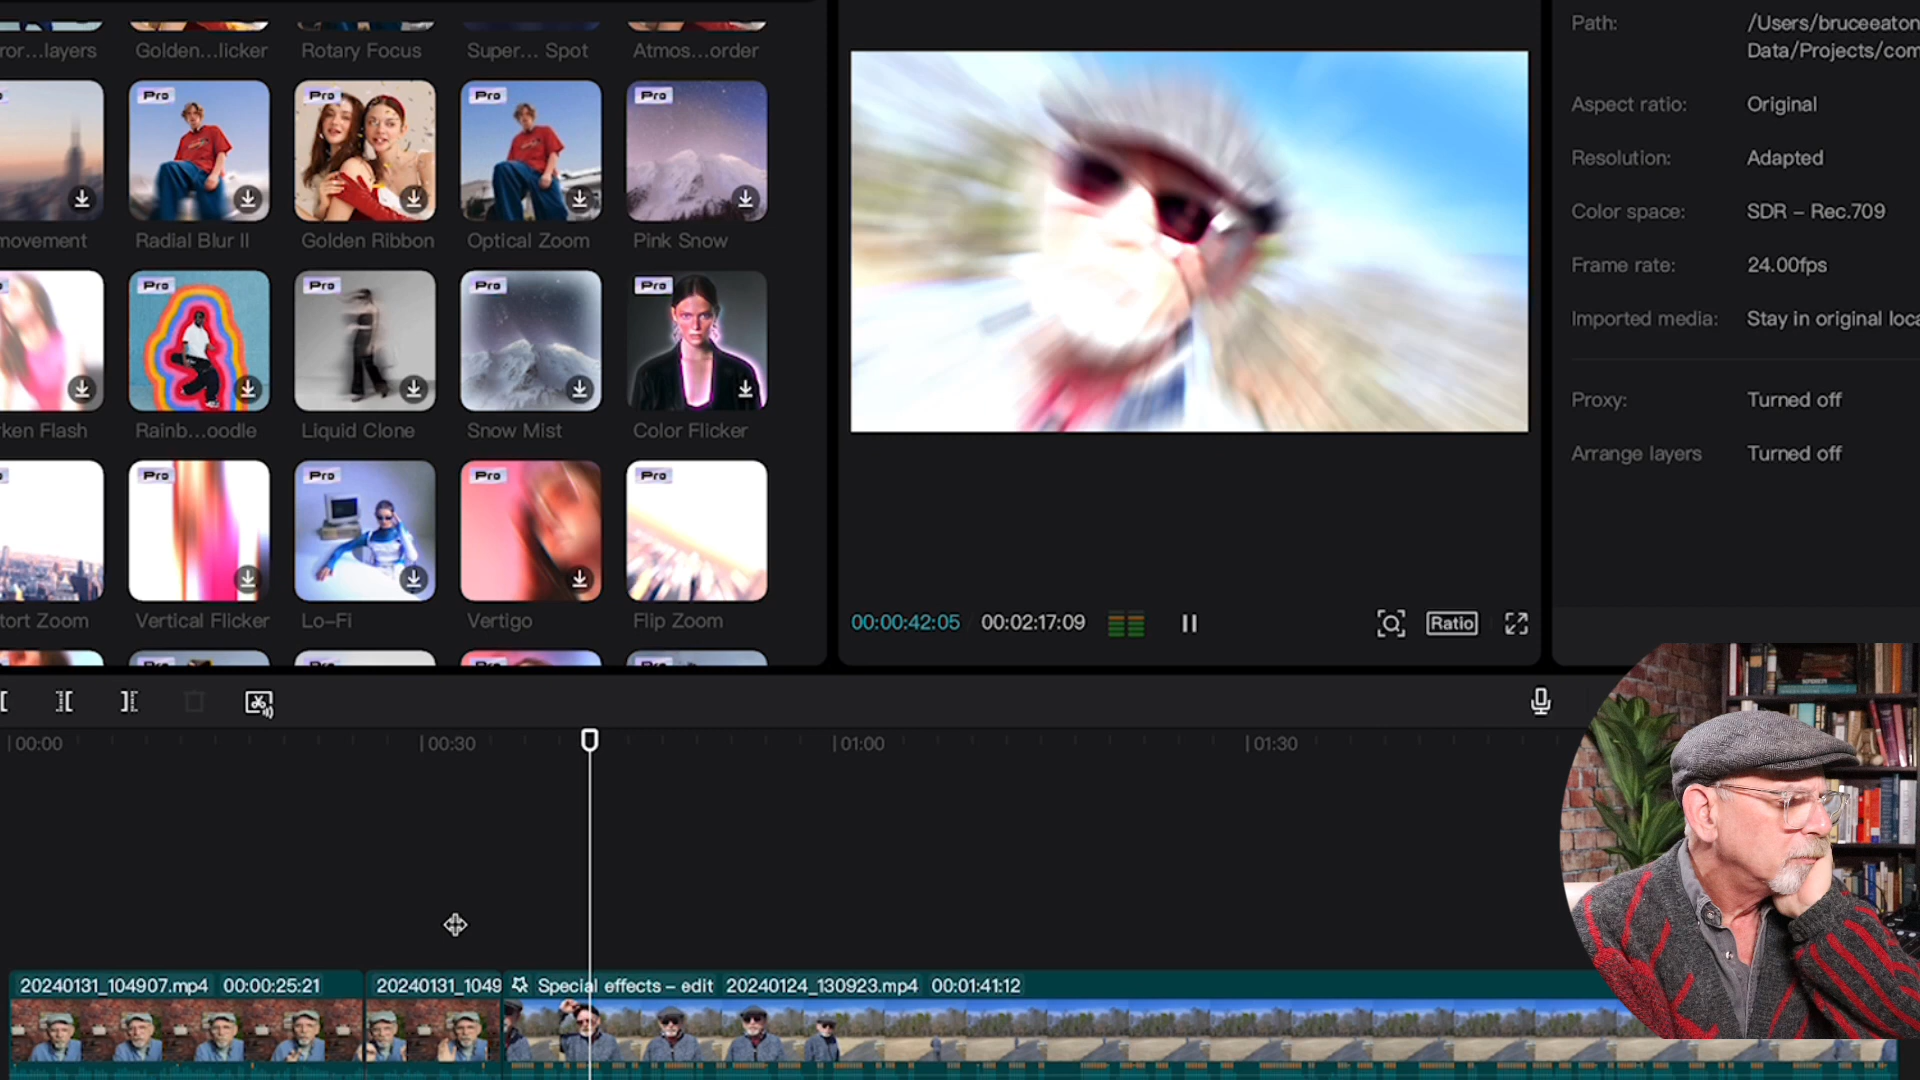 ror...layers
Golden...licker
Rotary Focus
Super... Spot
Atmos...order
Pro
Pro
Pro
Pro
movement
Radial Blur II
Golden Ribbon
Optical Zoom
Pink Snow
Pro
Pro
Pro
Pro
ken Flash
Rainb...oodle
Liquid Clone
Snow Mist
Color Flicker
Pro
Pro
Pro
Pro
tort Zoom
Vertical Flicker
Lo-Fi
Vertigo
Flip Zoom
Pro
Pro
00:00:42:05
00:02:17:09
Ratio
Path:
/Users/bruceeaton
Data/Projects/com
Aspect ratio:
Original
Resolution:
Adapted
Color space:
SDR – Rec.709
Frame rate:
24.00fps
Imported media:
Stay in original loca
Proxy:
Turned off
Arrange layers
Turned off
00:00
00:30
01:00
01:30
20240131_104907.mp4 00:00:25:21
20240131_1049
Special effects – edit 20240124_130923.mp4 00:01:41:12